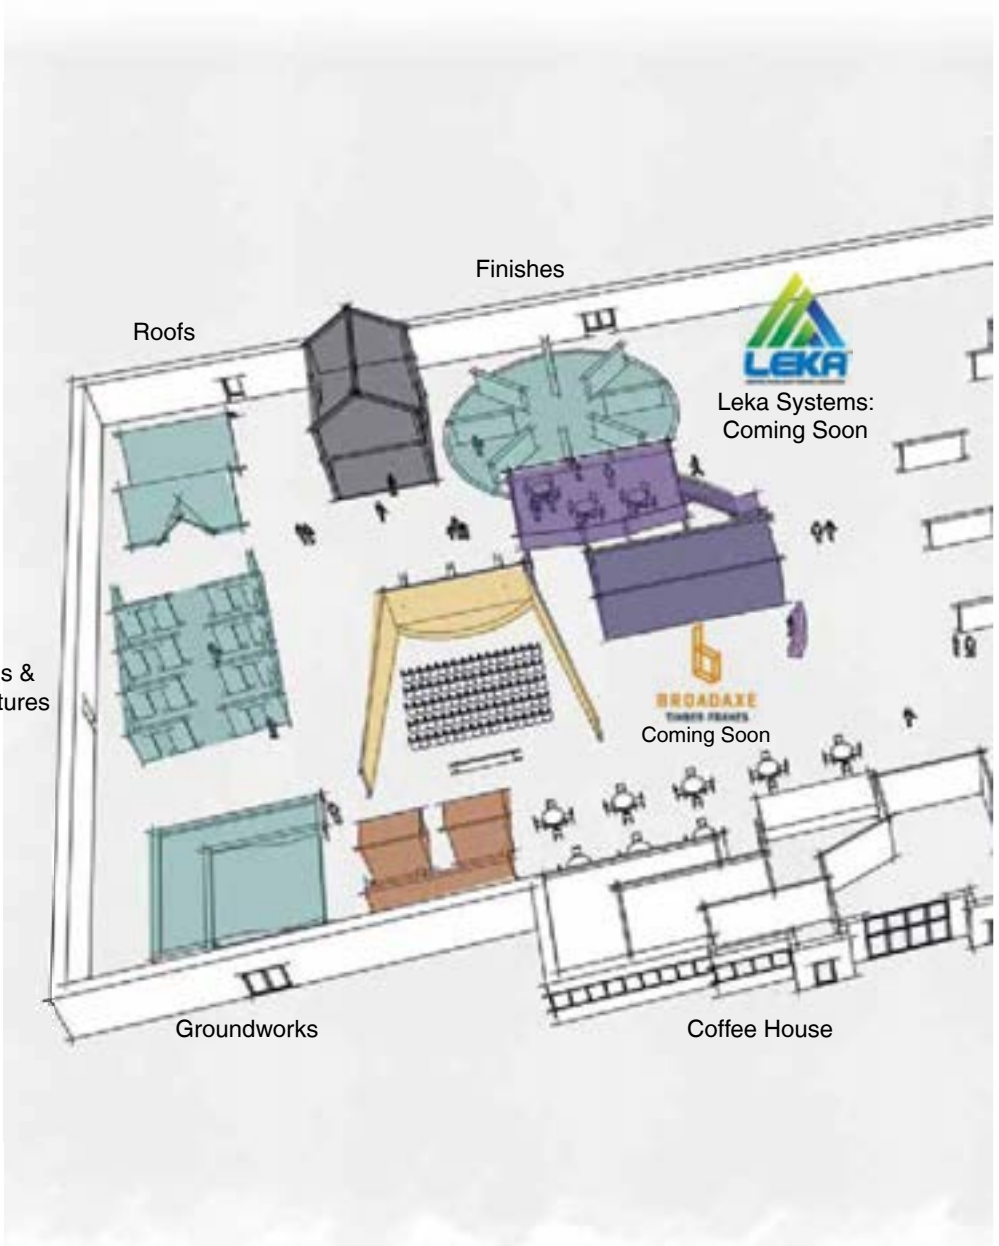 Finishes
Roofs
LEKA
Leka Systems:
Coming Soon
s &
tures
BROADAXE
TIMBER FRAMES
Coming Soon
Groundworks
Coffee House